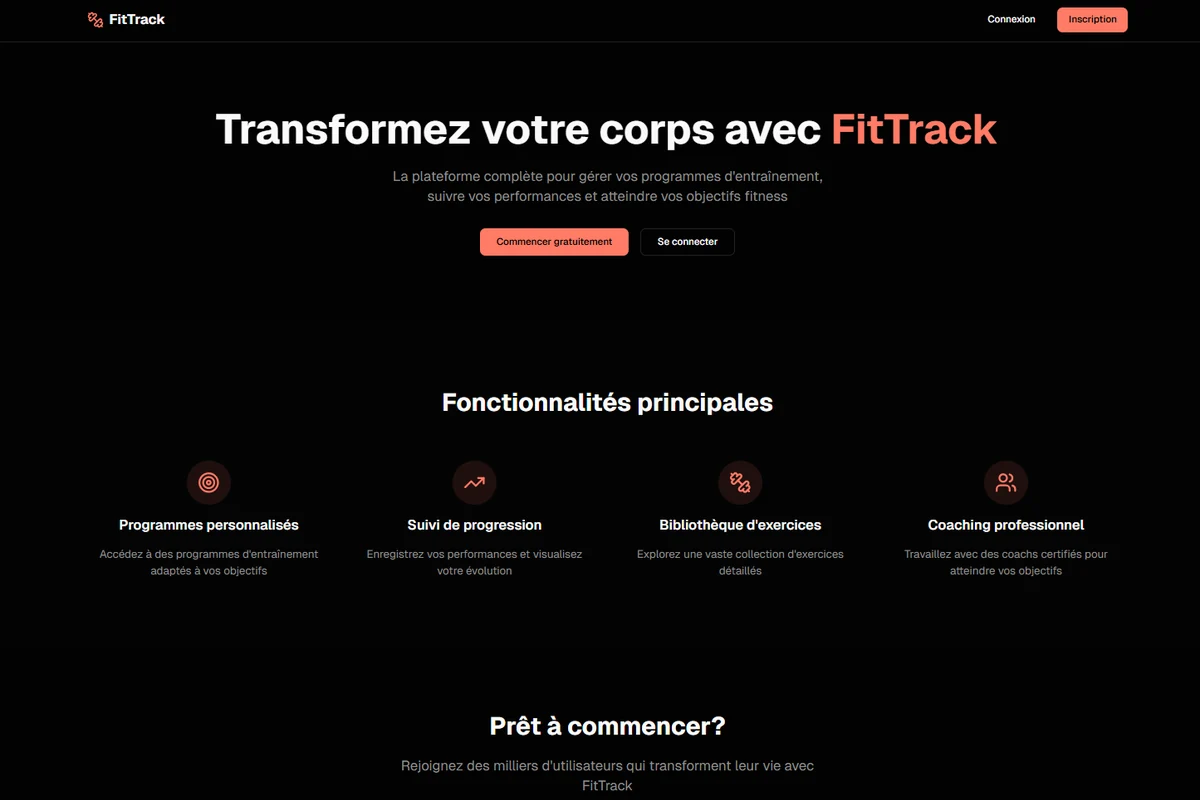 FitTrack
Connexion
Inscription
Transformez votre corps avec FitTrack
La plateforme complète pour gérer vos programmes d'entraînement,
suivre vos performances et atteindre vos objectifs fitness
Commencer gratuitement
Se connecter
Fonctionnalités principales
Programmes personnalisés
Accédez à des programmes d'entraînement
adaptés à vos objectifs
Suivi de progression
Enregistrez vos performances et visualisez
votre évolution
Bibliothèque d'exercices
Explorez une vaste collection d'exercices
détaillés
Coaching professionnel
Travaillez avec des coachs certifiés pour
atteindre vos objectifs
Prêt à commencer?
Rejoignez des milliers d'utilisateurs qui transforment leur vie avec
FitTrack